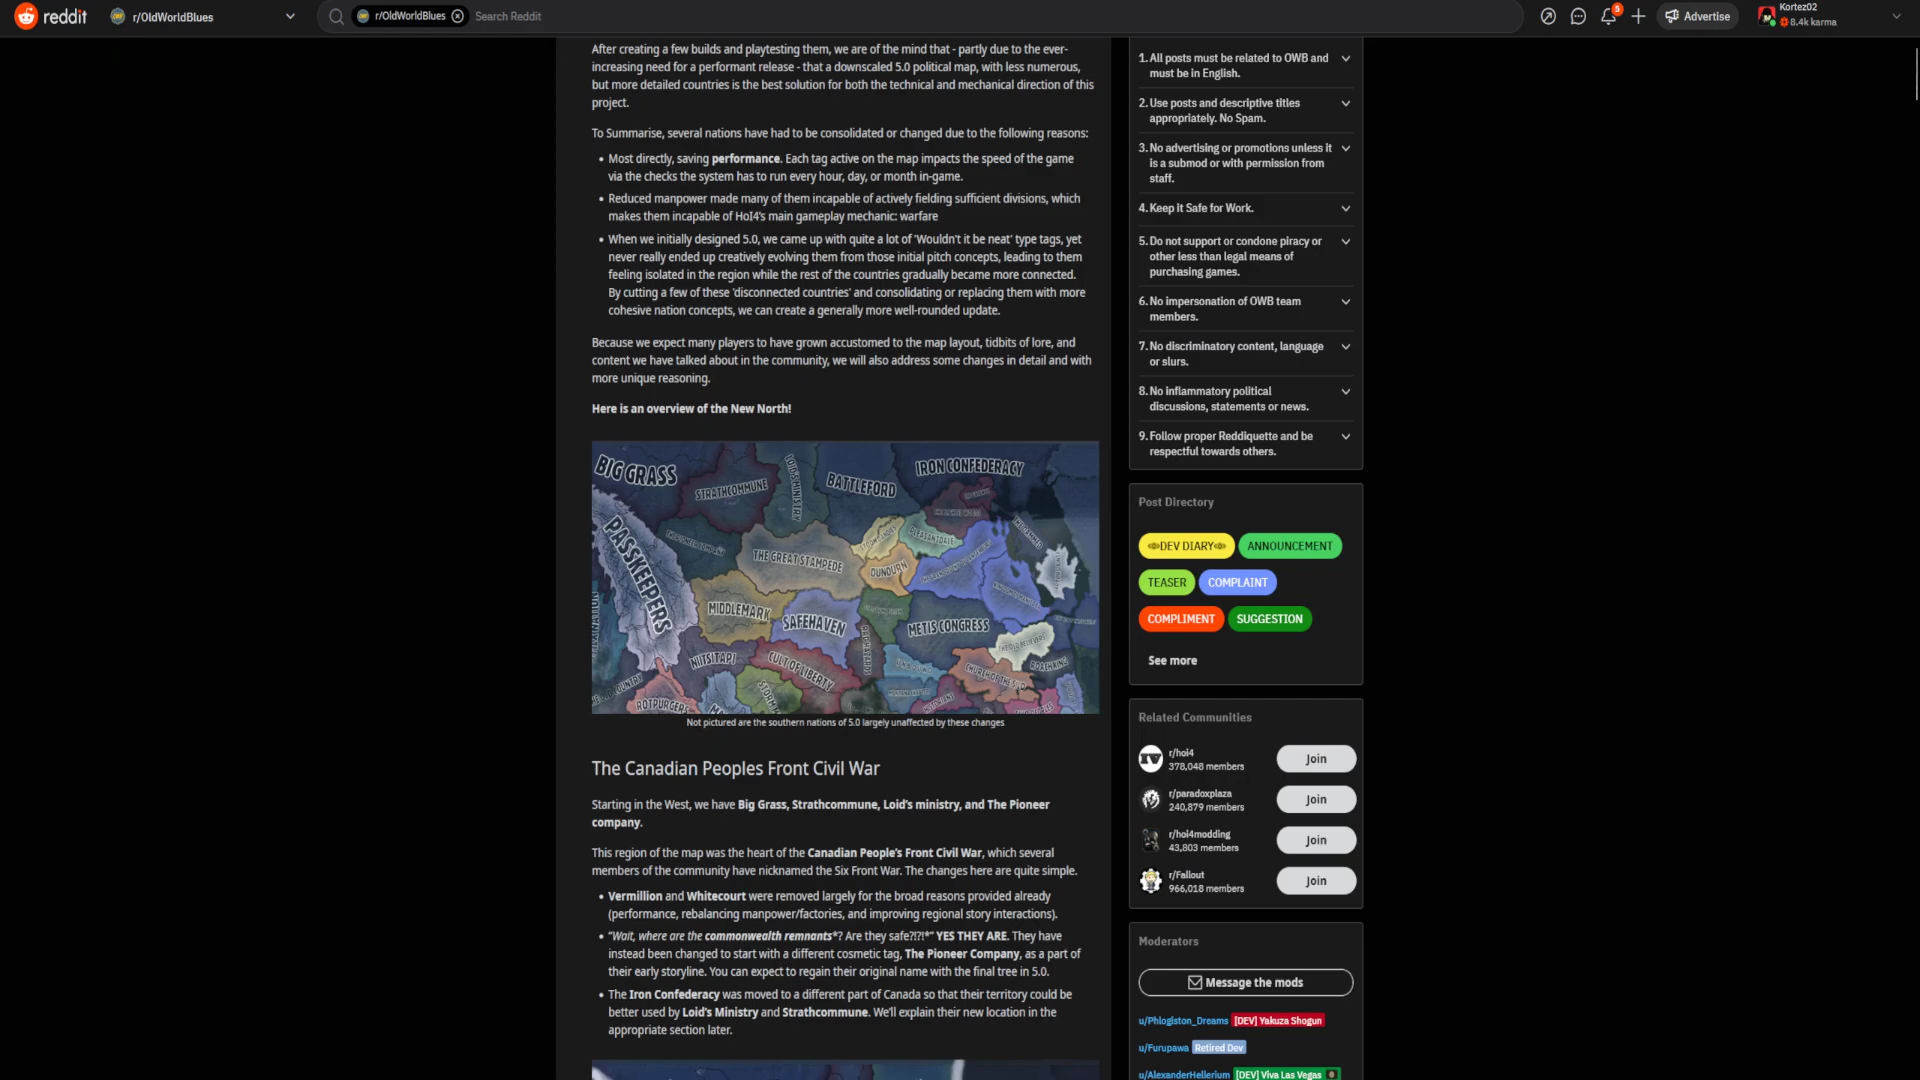 reddit
r/OldWorldBlues
r/OldWorldBlues
Search Reddit
5
Advertise
Kortez02
8.4k karma
After creating a few builds and playtesting them, we are of the mind that - partly due to the ever-
increasing need for a performant release - that a downscaled 5.0 political map, with less numerous,
but more detailed countries is the best solution for both the technical and mechanical direction of this
project.
To Summarise, several nations have had to be consolidated or changed due to the following reasons:
• Most directly, saving performance. Each tag active on the map impacts the speed of the game
via the checks the system has to run every hour, day, or month in-game.
• Reduced manpower made many of them incapable of actively fielding sufficient divisions, which
makes them incapable of HoI4's main gameplay mechanic: warfare
• When we initially designed 5.0, we came up with quite a lot of 'Wouldn't it be neat' type tags, yet
never really ended up creatively evolving them from those initial pitch concepts, leading to them
feeling isolated in the region while the rest of the countries gradually became more connected.
By cutting a few of these 'disconnected countries' and consolidating or replacing them with more
cohesive nation concepts, we can create a generally more well-rounded update.
Because we expect many players to have grown accustomed to the map layout, tidbits of lore, and
content we have talked about in the community, we will also address some changes in detail and with
more unique reasoning.
Here is an overview of the New North!
BIG GRASS
STRATHCOMMUNE
LOID'S MINISTRY
BATTLEFORD
IRON CONFEDERACY
THE PIONEER COMPANY
PASSKEEPERS
THE GREAT STAMPEDE
PLEASANTDALE
DUNDURN
MIDDLEMARK
SAFEHAVEN
METIS CONGRESS
THE OLD BELIEVERS
NIITSITAPI
CULT OF LIBERTY
CHURCH OF THE SILO
ROACH KING
ROTPURGERS
Not pictured are the southern nations of 5.0 largely unaffected by these changes
The Canadian Peoples Front Civil War
Starting in the West, we have Big Grass, Strathcommune, Loid's ministry, and The Pioneer
company.
This region of the map was the heart of the Canadian People's Front Civil War, which several
members of the community have nicknamed the Six Front War. The changes here are quite simple.
• Vermillion and Whitecourt were removed largely for the broad reasons provided already
(performance, rebalancing manpower/factories, and improving regional story interactions).
• "Wait, where are the commonwealth remnants*? Are they safe?!?!*" YES THEY ARE. They have
instead been changed to start with a different cosmetic tag, The Pioneer Company, as a part of
their early storyline. You can expect to regain their original name with the final tree in 5.0.
• The Iron Confederacy was moved to a different part of Canada so that their territory could be
better used by Loid's Ministry and Strathcommune. We'll explain their new location in the
appropriate section later.
1. All posts must be related to OWB and
must be in English.
2. Use posts and descriptive titles
appropriately. No Spam.
3. No advertising or promotions unless it
is a submod or with permission from
staff.
4. Keep it Safe for Work.
5. Do not support or condone piracy or
other less than legal means of
purchasing games.
6. No impersonation of OWB team
members.
7. No discriminatory content, language
or slurs.
8. No inflammatory political
discussions, statements or news.
9. Follow proper Reddiquette and be
respectful towards others.
Post Directory
DEV DIARY
ANNOUNCEMENT
TEASER
COMPLAINT
COMPLIMENT
SUGGESTION
See more
Related Communities
r/hoi4
378,048 members
Join
r/paradoxplaza
240,879 members
Join
r/hoi4modding
43,803 members
Join
r/Fallout
966,018 members
Join
Moderators
Message the mods
u/Phlogiston_Dreams [DEV] Yakuza Shogun
u/Furupawa Retired Dev
u/AlexanderHellerium [DEV] Viva Las Vegas